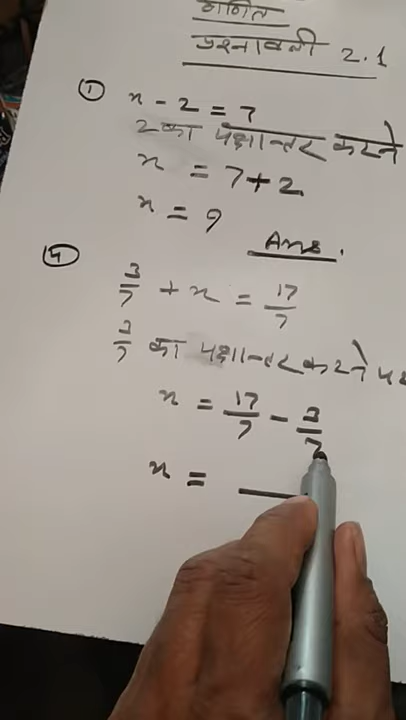 गणित
प्रश्नावली 2.1
① x - 2 = 7
2 का पक्षान्तर करने
x = 7 + 2
x = 9
Ans.
④ 3/7 + x = 17/7
3/7 का पक्षान्तर करने पर
x = 17/7 - 3/7
x =